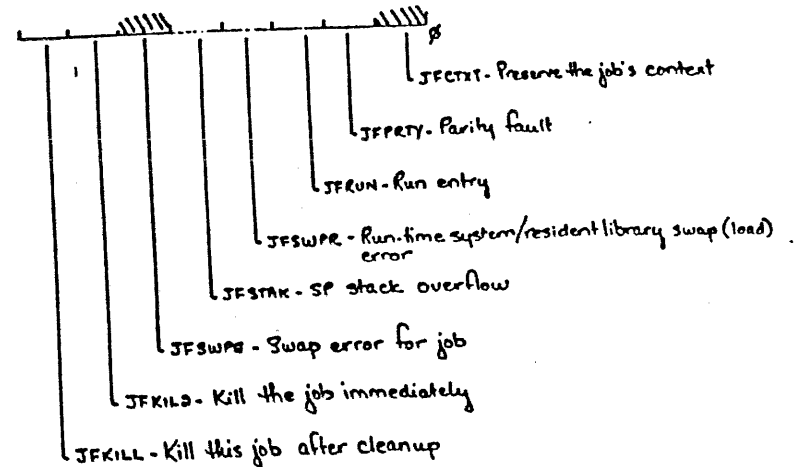 Ø
JFCTXT - Preserve the job's context
JFPRTY - Parity fault
JFRUN - Run entry
JFSWPR - Run-time system/resident library swap (load)
error
JFSTAK - SP stack overflow
- Swap error for job
- Kill the job immediately
JFKILL - Kill this job after cleanup